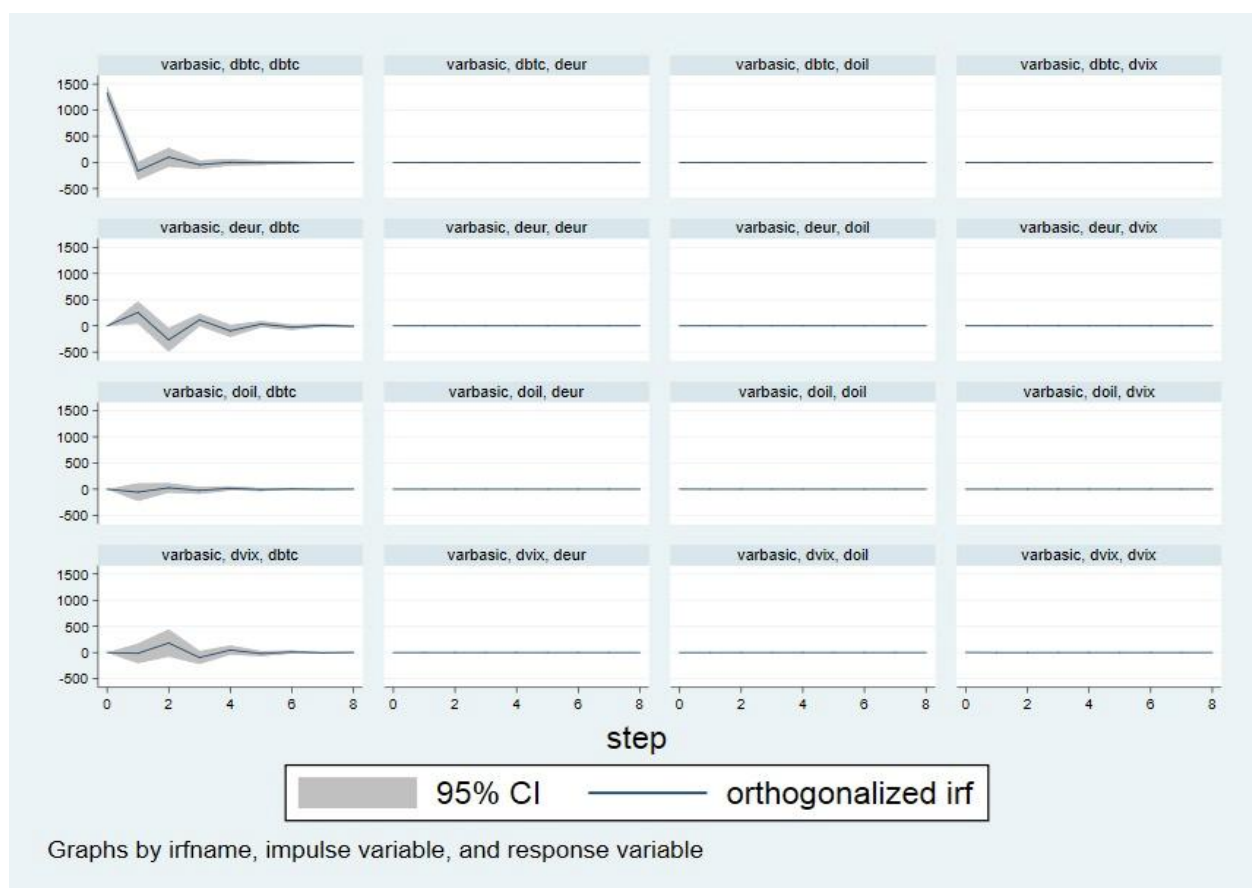 varbasic, dbtc, dbtc
varbasic, dbtc, deur
varbasic, dbtc, doil
varbasic, dbtc, dvix
1500
1000
500
0
-500
varbasic, deur, dbtc
varbasic, deur, deur
varbasic, deur, doil
varbasic, deur, dvix
1500
1000
500
0
-500
varbasic, doil, dbtc
varbasic, doil, deur
varbasic, doil, doil
varbasic, doil, dvix
1500
1000
500
0
-500
varbasic, dvix, dbtc
varbasic, dvix, deur
varbasic, dvix, doil
varbasic, dvix, dvix
1500
1000
500
0
-500
0 2 4 6 8
0 2 4 6 8
0 2 4 6 8
0 2 4 6 8
step
95% CI
orthogonalized irf
Graphs by irfname, impulse variable, and response variable